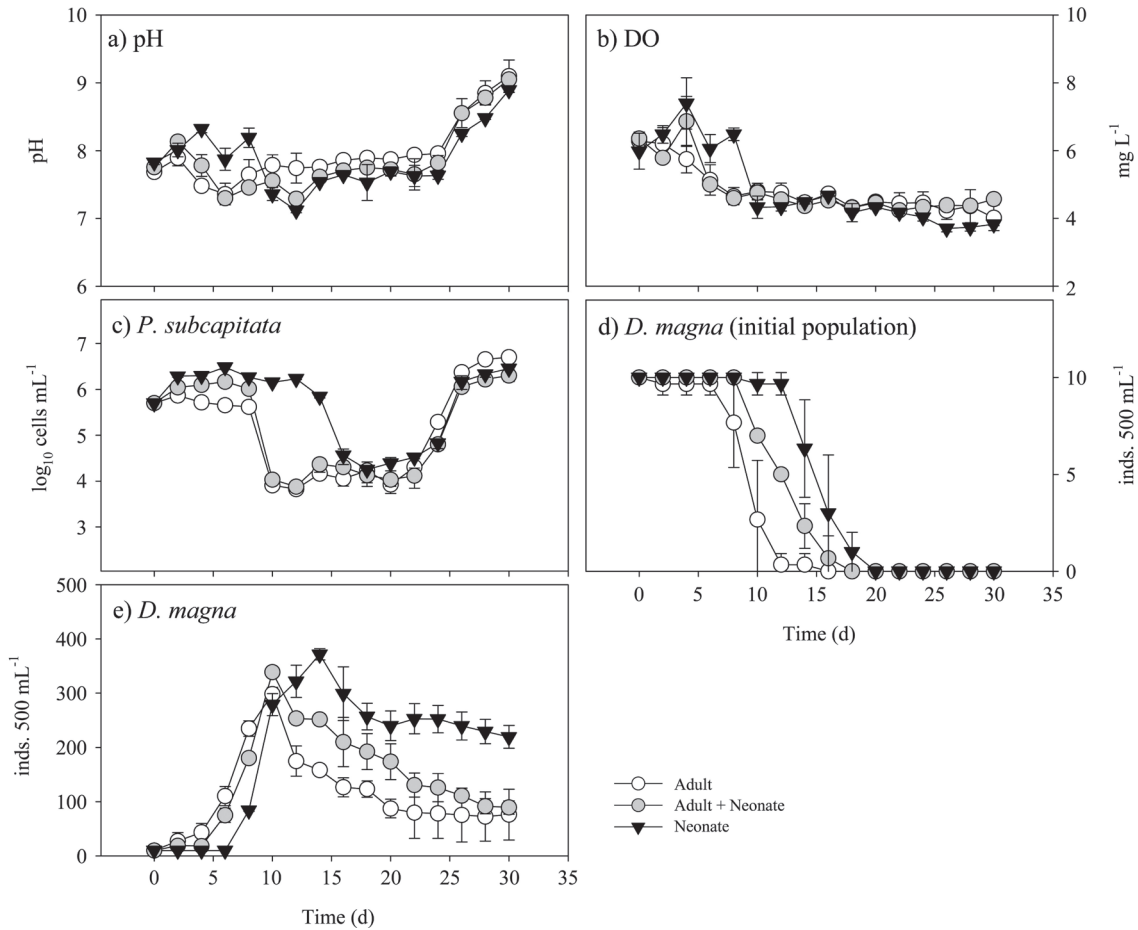 a) pH
10
9
8
7
6
pH
b) DO
10
8
6
4
2
mg L-1
c) P. subcapitata
7
6
5
4
3
log10 cells mL-1
d) D. magna (initial population)
10
5
0
inds. 500 mL-1
0 5 10 15 20 25 30 35
Time (d)
e) D. magna
500
400
300
200
100
0
inds. 500 mL-1
0 5 10 15 20 25 30 35
Time (d)
Adult
Adult + Neonate
Neonate